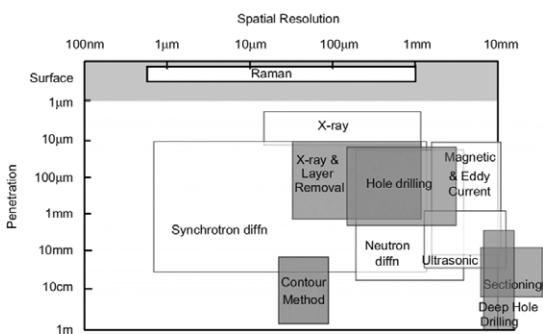 Spatial Resolution
100nm 1µm 10µm 100µm 1mm 10mm
Surface
Raman
1µm
X-ray
10µm
X-ray &
Layer
Removal
Hole drilling
Magnetic
& Eddy
Current
100µm
Penetration
1mm
Synchrotron diffn
Neutron
diffn
Ultrasonic
10mm
Contour
Method
Sectioning
10cm
Deep Hole
Drilling
1m